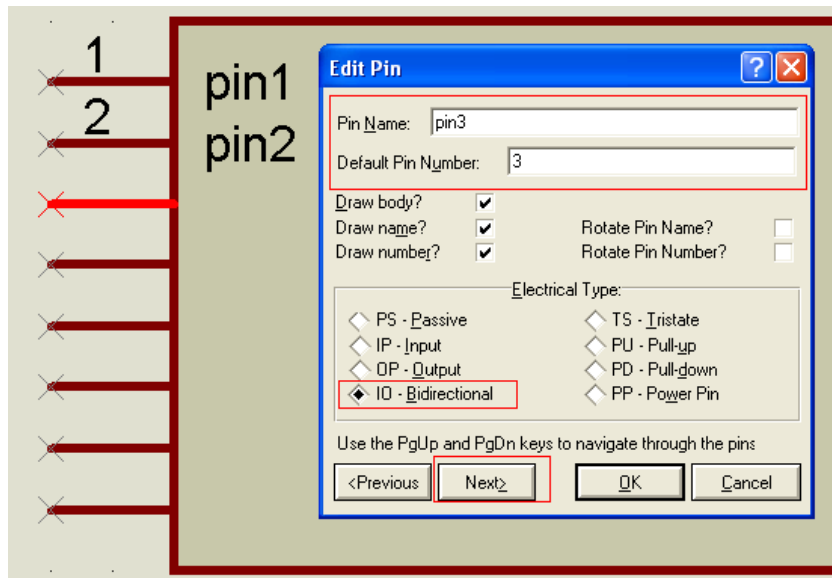 1
pin1
2
pin2
Edit Pin
?
Pin Name: pin3
Default Pin Number: 3
Draw body?
Draw name? Rotate Pin Name?
Draw number? Rotate Pin Number?
Electrical Type:
PS - Passive TS - Tristate
IP - Input PU - Pull-up
OP - Output PD - Pull-down
IO - Bidirectional PP - Power Pin
Use the PgUp and PgDn keys to navigate through the pins
<Previous Next> OK Cancel